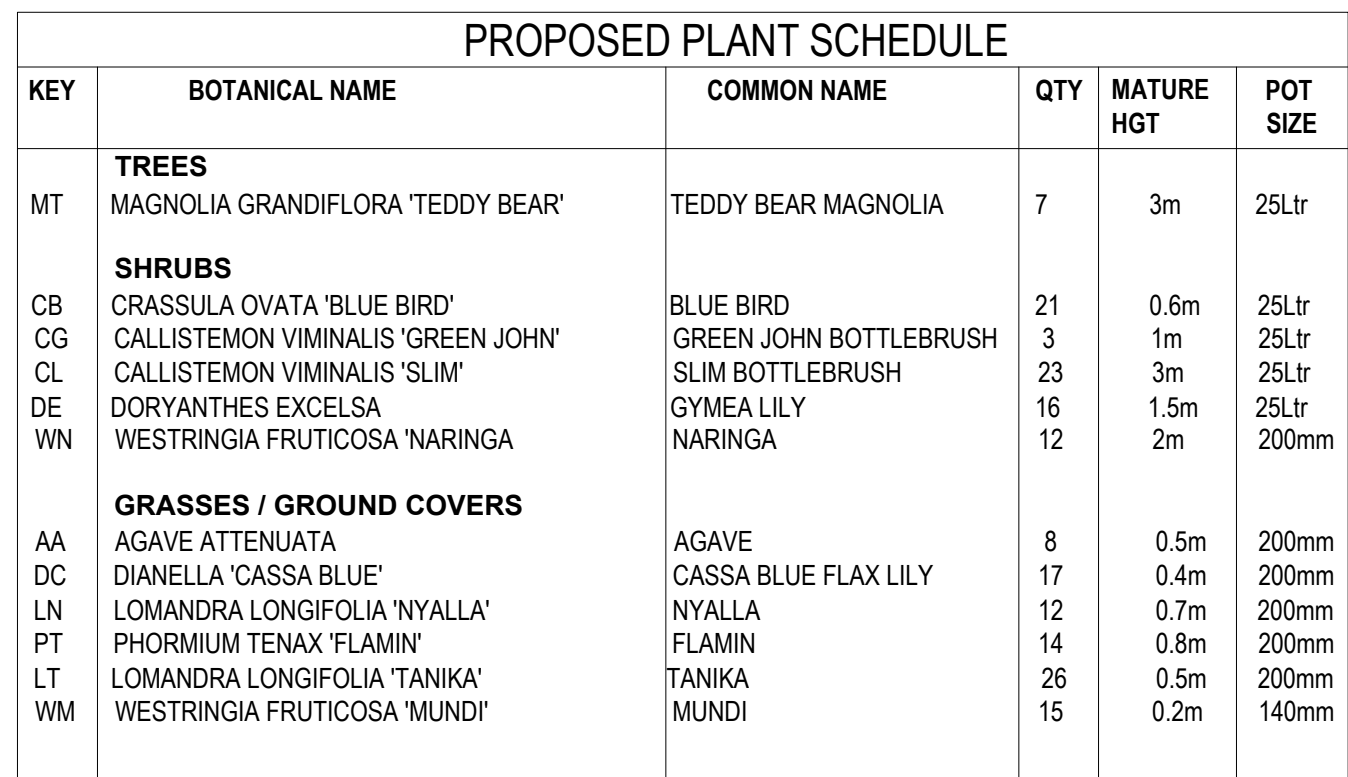 PROPOSED PLANT SCHEDULE
KEY BOTANICAL NAME COMMON NAME QTY MATURE HGT POT SIZE
TREES
MT MAGNOLIA GRANDIFLORA 'TEDDY BEAR' TEDDY BEAR MAGNOLIA 7 3m 25Ltr
SHRUBS
CB CRASSULA OVATA 'BLUE BIRD' BLUE BIRD 21 0.6m 25Ltr
CG CALLISTEMON VIMINALIS 'GREEN JOHN' GREEN JOHN BOTTLEBRUSH 3 1m 25Ltr
CL CALLISTEMON VIMINALIS 'SLIM' SLIM BOTTLEBRUSH 23 3m 25Ltr
DE DORYANTHES EXCELSA GYMEA LILY 16 1.5m 25Ltr
WN WESTRINGIA FRUTICOSA 'NARINGA NARINGA 12 2m 200mm
GRASSES / GROUND COVERS
AA AGAVE ATTENUATA AGAVE 8 0.5m 200mm
DC DIANELLA 'CASSA BLUE' CASSA BLUE FLAX LILY 17 0.4m 200mm
LN LOMANDRA LONGIFOLIA 'NYALLA' NYALLA 12 0.7m 200mm
PT PHORMIUM TENAX 'FLAMIN' FLAMIN 14 0.8m 200mm
LT LOMANDRA LONGIFOLIA 'TANIKA' TANIKA 26 0.5m 200mm
WM WESTRINGIA FRUTICOSA 'MUNDI' MUNDI 15 0.2m 140mm